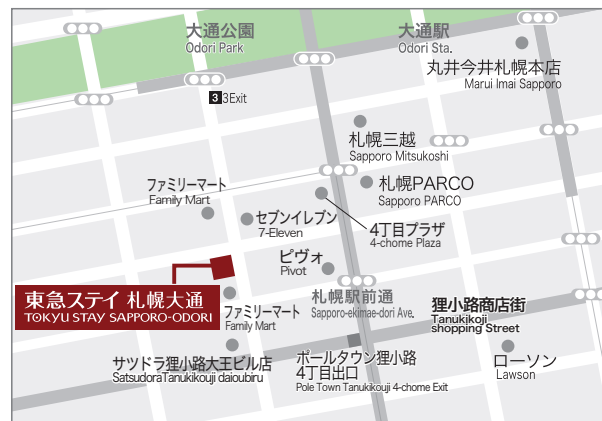 大通公園
Odori Park
大通駅
Odori Sta.
丸井今井札幌本店
Marui Imai Sapporo
3 3Exit
札幌三越
Sapporo Mitsukoshi
札幌PARCO
Sapporo PARCO
ファミリーマート
Family Mart
セブンイレブン
7-Eleven
4丁目プラザ
4-chome Plaza
ピヴォ
Pivot
東急ステイ 札幌大通
TOKYU STAY SAPPORO-ODORI
ファミリーマート
Family Mart
札幌駅前通
Sapporo-ekimae-dori Ave.
狸小路商店街
Tanukikoji
shopping Street
サツドラ狸小路大王ビル店
SatsudoraTanukikouji daioubiru
ポールタウン狸小路
4丁目出口
Pole Town Tanukikouji 4-chome Exit
ローソン
Lawson